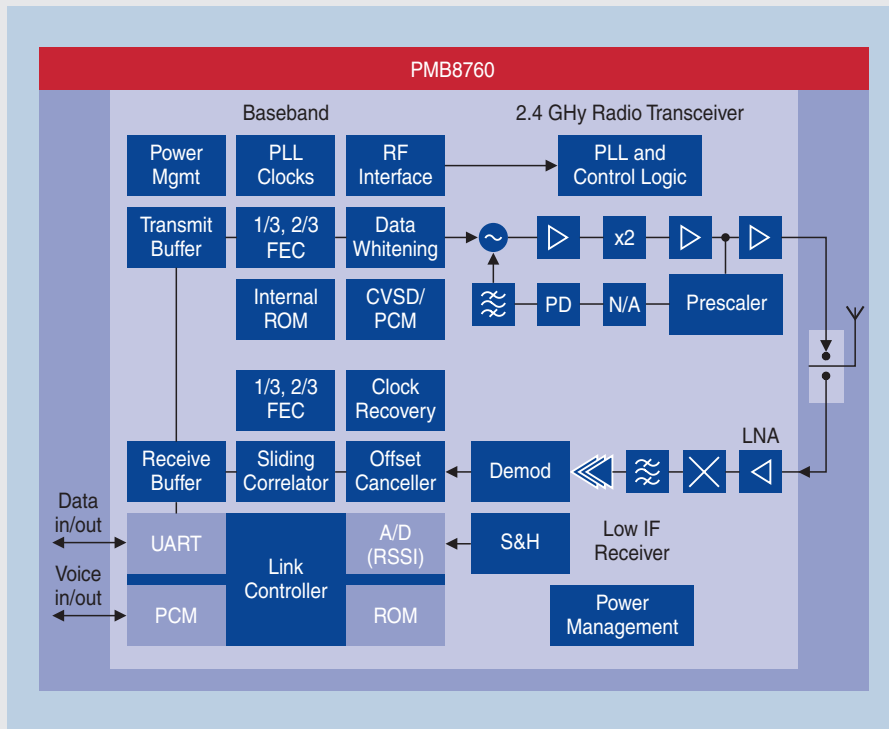 PMB8760
Baseband
2.4 GHy Radio Transceiver
Power
Mgmt
PLL
Clocks
RF
Interface
PLL and
Control Logic
Transmit
Buffer
1/3, 2/3
FEC
Data
Whitening
x2
Internal
ROM
CVSD/
PCM
PD
N/A
Prescaler
1/3, 2/3
FEC
Clock
Recovery
LNA
Receive
Buffer
Sliding
Correlator
Offset
Canceller
Demod
Data
in/out
UART
Link
Controller
A/D
(RSSI)
S&H
Low IF
Receiver
Voice
in/out
PCM
ROM
Power
Management